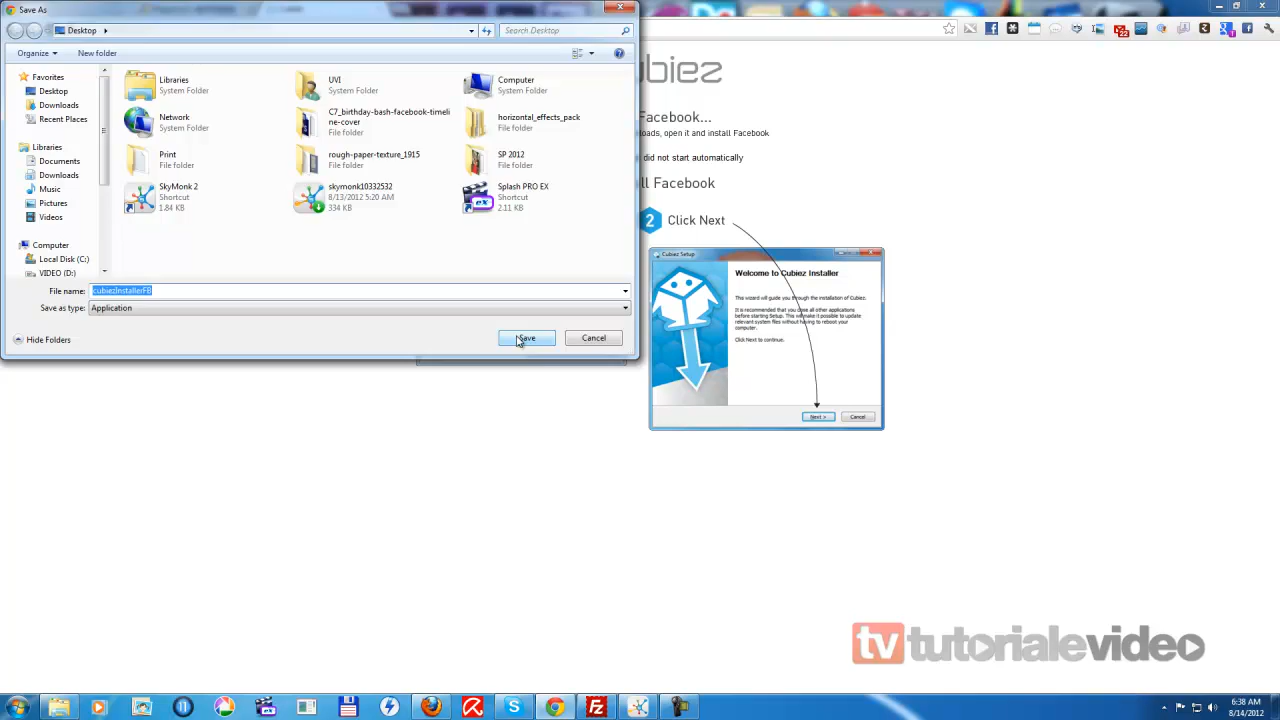 Save As
Desktop
Search Desktop
Organize
New folder
Favorites
Desktop
Downloads
Recent Places
Libraries
Documents
Downloads
Music
Pictures
Videos
Computer
Local Disk (C:)
VIDEO (D:)
Libraries
System Folder
UVI
System Folder
Computer
System Folder
Network
System Folder
C7_birthday-bash-facebook-timeli
ne-cover
File folder
horizontal_effects_pack
File folder
Print
File folder
rough-paper-texture_1915
File folder
SP 2012
File folder
SkyMonk 2
Shortcut
1.84 KB
skymonk10332532
8/13/2012 5:20 AM
334 KB
Splash PRO EX
Shortcut
2.11 KB
File name:
cubiezInstallerFB
Save as type:
Application
Hide Folders
Save
Cancel
ubiez
Facebook...
loads, open it and install Facebook
did not start automatically
ll Facebook
2 Click Next
Cubiez Setup
Welcome to Cubiez Installer
This wizard will guide you through the installation of Cubiez.
It is recommended that you close all other applications
before starting Setup. This will make it possible to update
relevant system files without having to reboot your
computer.
Click Next to continue.
Next >
Cancel
22
tv tutorialevideo
6:38 AM
8/14/2012